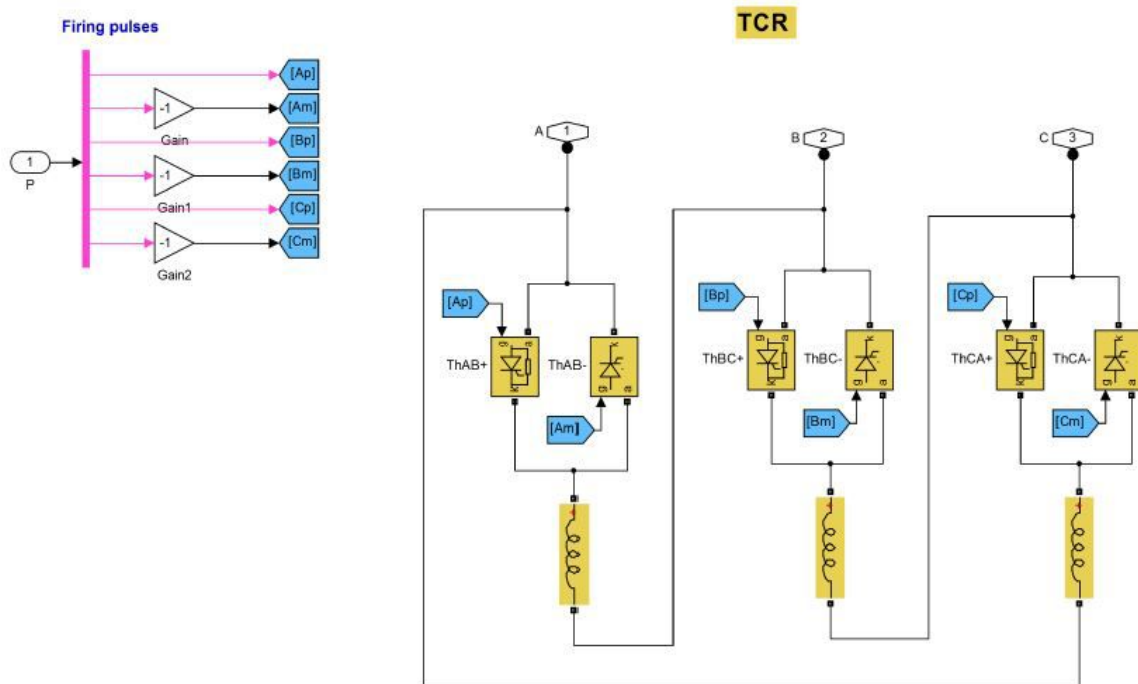 TCR
Firing pulses
[Ap]
-1
[Am]
Gain
[Bp]
1
P
-1
[Bm]
Gain1
[Cp]
-1
[Cm]
Gain2
A 1
B 2
C 3
[Ap]
[Bp]
[Cp]
g a k
g a k
g a k
ThAB+ ThAB-
ThBC+ ThBC-
ThCA+ ThCA-
k g a
k g a
k g a
[Am]
[Bm]
[Cm]
+
+
+